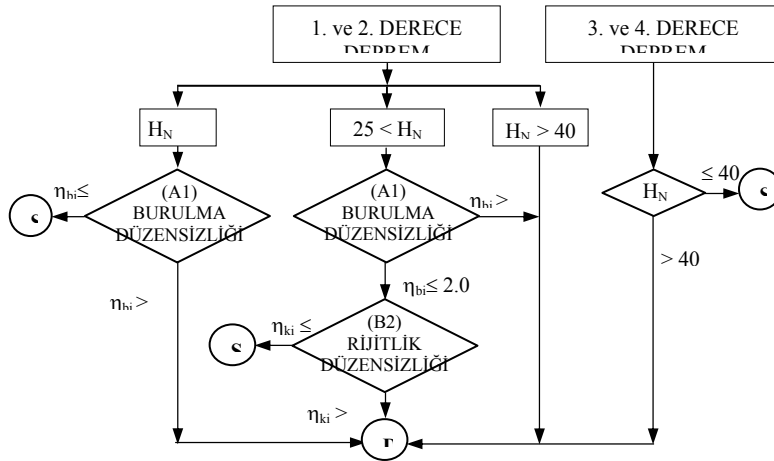 1. ve 2. DERECE
DEPREM
3. ve 4. DERECE
DEPREM
H_N
25 < H_N
H_N > 40
(A1)
BURULMA
DÜZENSİZLİĞİ
η_bi ≤
(A1)
BURULMA
DÜZENSİZLİĞİ
η_bi >
H_N
≤ 40
> 40
η_bi >
η_bi ≤ 2.0
(B2)
RİJİTLİK
DÜZENSİZLİĞİ
η_ki ≤
η_ki >